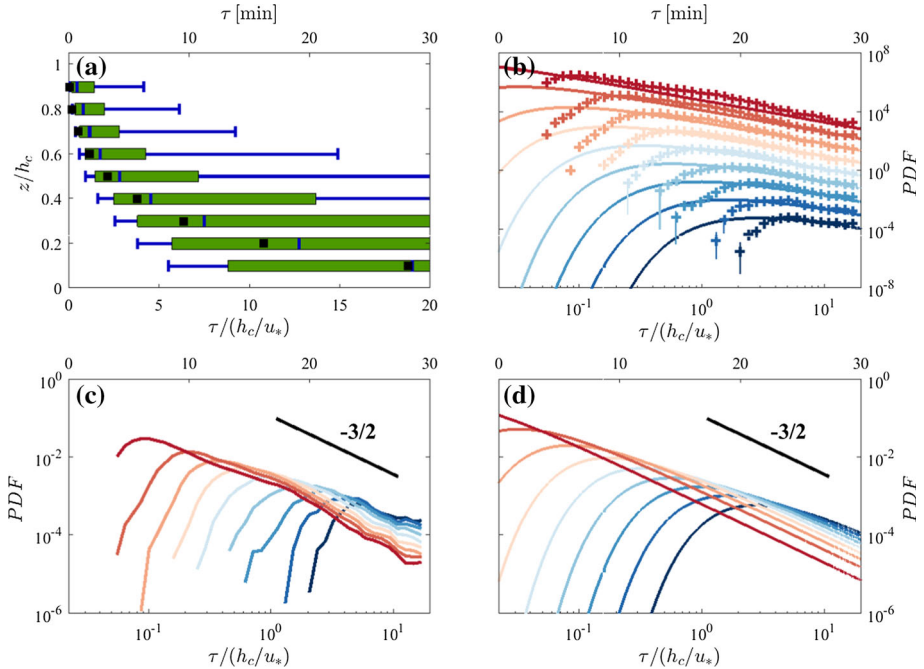 τ [min]
0 10 20 30
(a)
1
0.8
0.6
0.4
0.2
0
z/h_c
0 5 10 15 20
τ/(h_c/u_*)
τ [min]
0 10 20 30
(b)
10^8
10^4
10^0
10^-4
10^-8
PDF
10^-1 10^0 10^1
τ/(h_c/u_*)
0 10 20 30
(c)
10^0
10^-2
10^-4
10^-6
PDF
-3/2
10^-1 10^0 10^1
τ/(h_c/u_*)
0 10 20 30
(d)
10^0
10^-2
10^-4
10^-6
PDF
-3/2
10^-1 10^0 10^1
τ/(h_c/u_*)